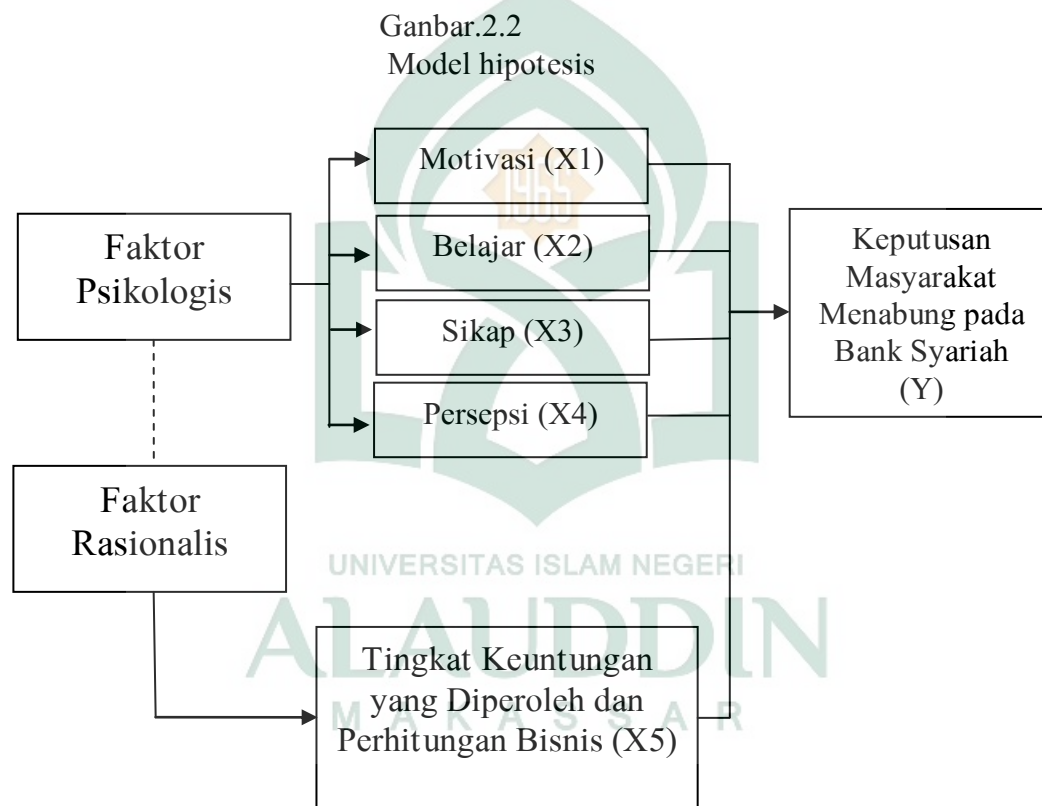 Ganbar.2.2
Model hipotesis
Motivasi (X1)
1965
Faktor
Psikologis
Belajar (X2)
Sikap (X3)
Persepsi (X4)
Keputusan
Masyarakat
Menabung pada
Bank Syariah
(Y)
Faktor
Rasionalis
UNIVERSITAS ISLAM NEGERI
ALAUDDIN
MAKASSAR
Tingkat Keuntungan
yang Diperoleh dan
Perhitungan Bisnis (X5)